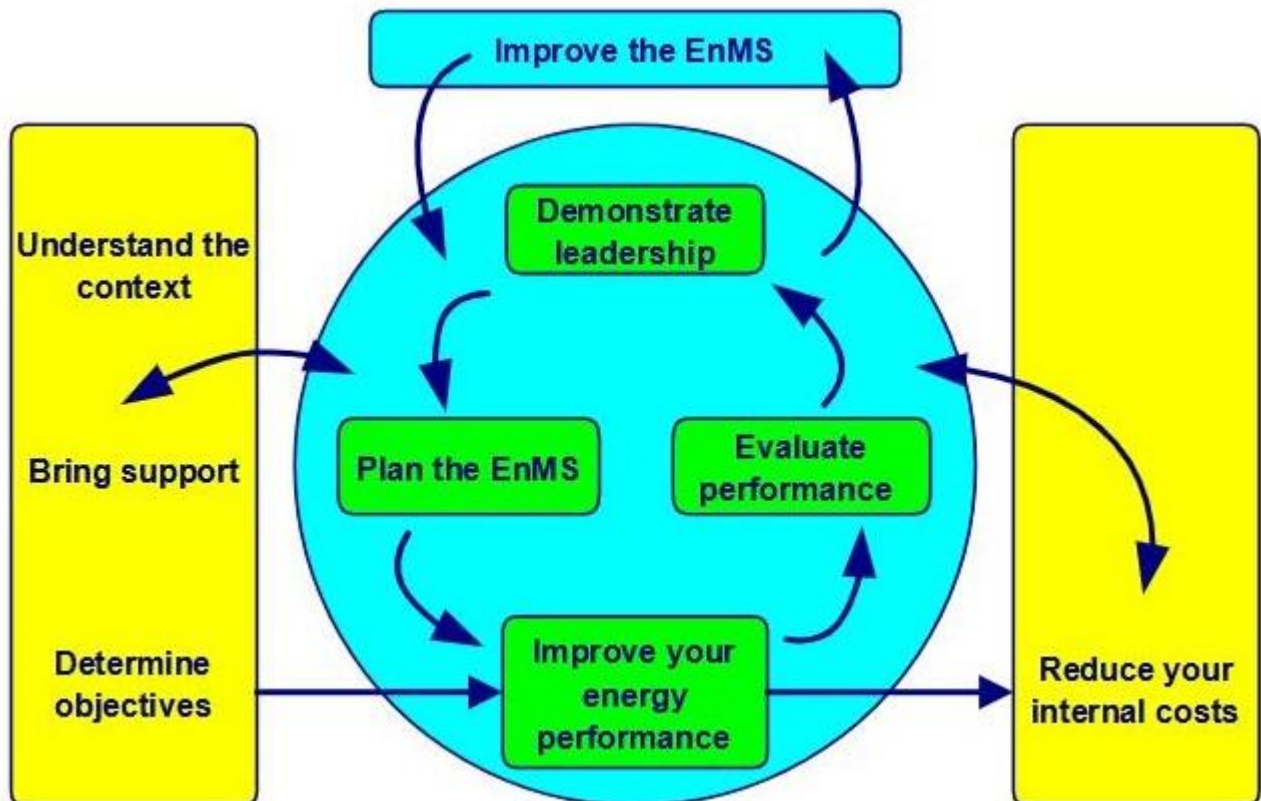 Improve the EnMS
Understand the
context
Bring support
Determine
objectives
Demonstrate
leadership
Plan the EnMS
Evaluate
performance
Improve your
energy
performance
Reduce your
internal costs